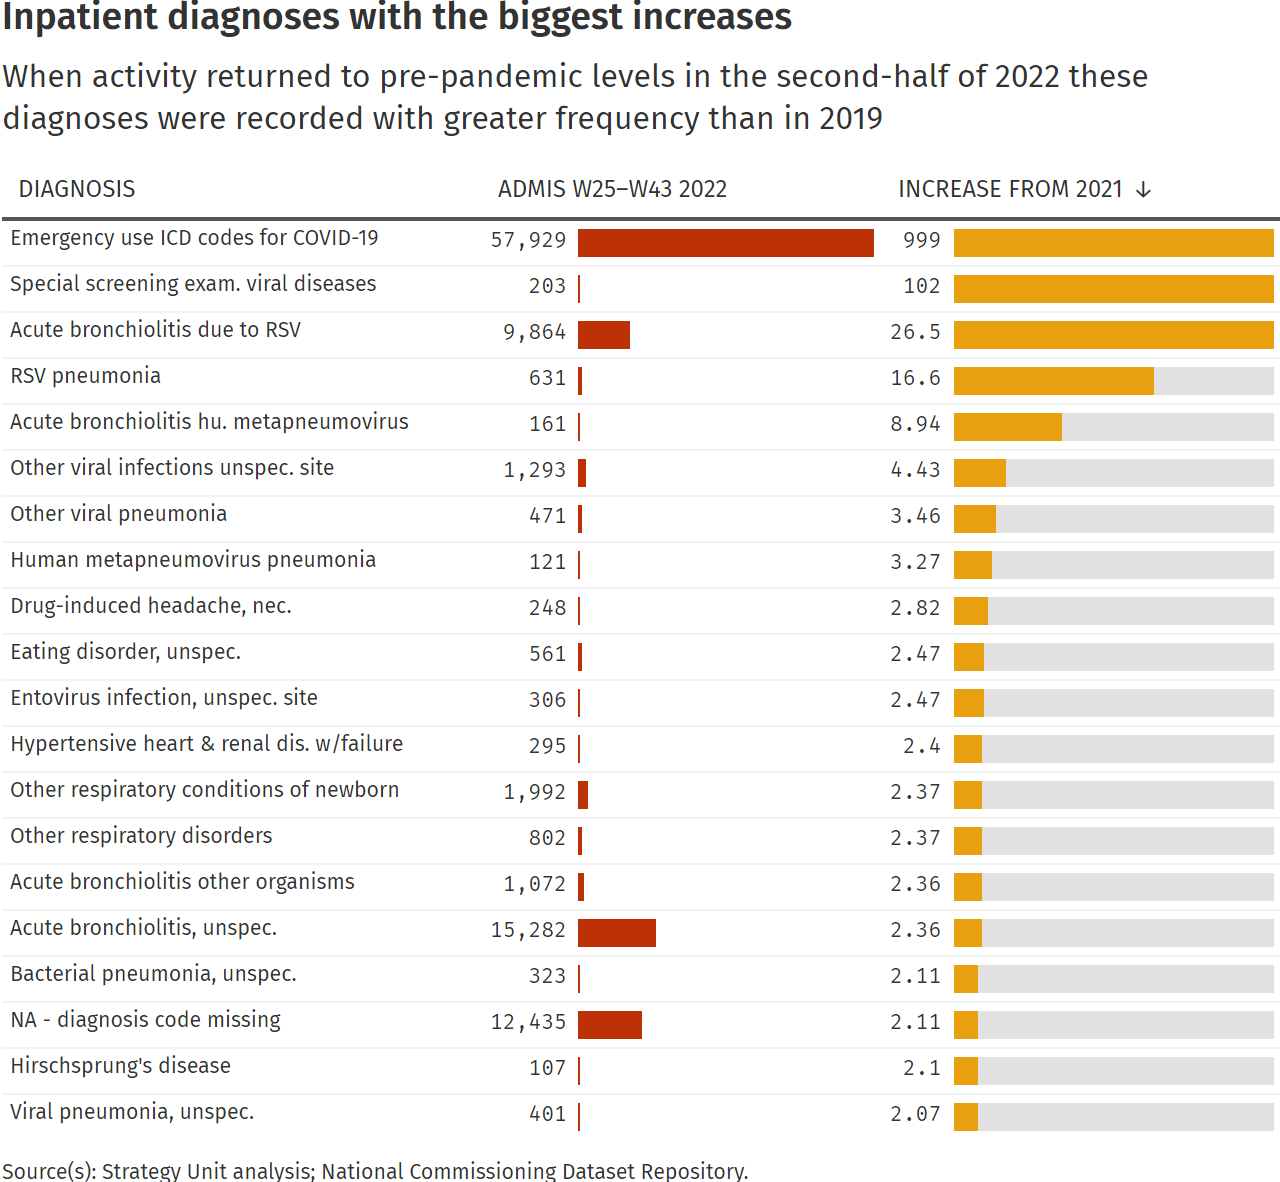 Inpatient diagnoses with the biggest increases
When activity returned to pre-pandemic levels in the second-half of 2022 these
diagnoses were recorded with greater frequency than in 2019
DIAGNOSIS ADMIS W25–W43 2022 INCREASE FROM 2021 ↓
Emergency use ICD codes for COVID-19 57,929 999
Special screening exam. viral diseases 203 102
Acute bronchiolitis due to RSV 9,864 26.5
RSV pneumonia 631 16.6
Acute bronchiolitis hu. metapneumovirus 161 8.94
Other viral infections unspec. site 1,293 4.43
Other viral pneumonia 471 3.46
Human metapneumovirus pneumonia 121 3.27
Drug-induced headache, nec. 248 2.82
Eating disorder, unspec. 561 2.47
Entovirus infection, unspec. site 306 2.47
Hypertensive heart & renal dis. w/failure 295 2.4
Other respiratory conditions of newborn 1,992 2.37
Other respiratory disorders 802 2.37
Acute bronchiolitis other organisms 1,072 2.36
Acute bronchiolitis, unspec. 15,282 2.36
Bacterial pneumonia, unspec. 323 2.11
NA - diagnosis code missing 12,435 2.11
Hirschsprung's disease 107 2.1
Viral pneumonia, unspec. 401 2.07
Source(s): Strategy Unit analysis; National Commissioning Dataset Repository.